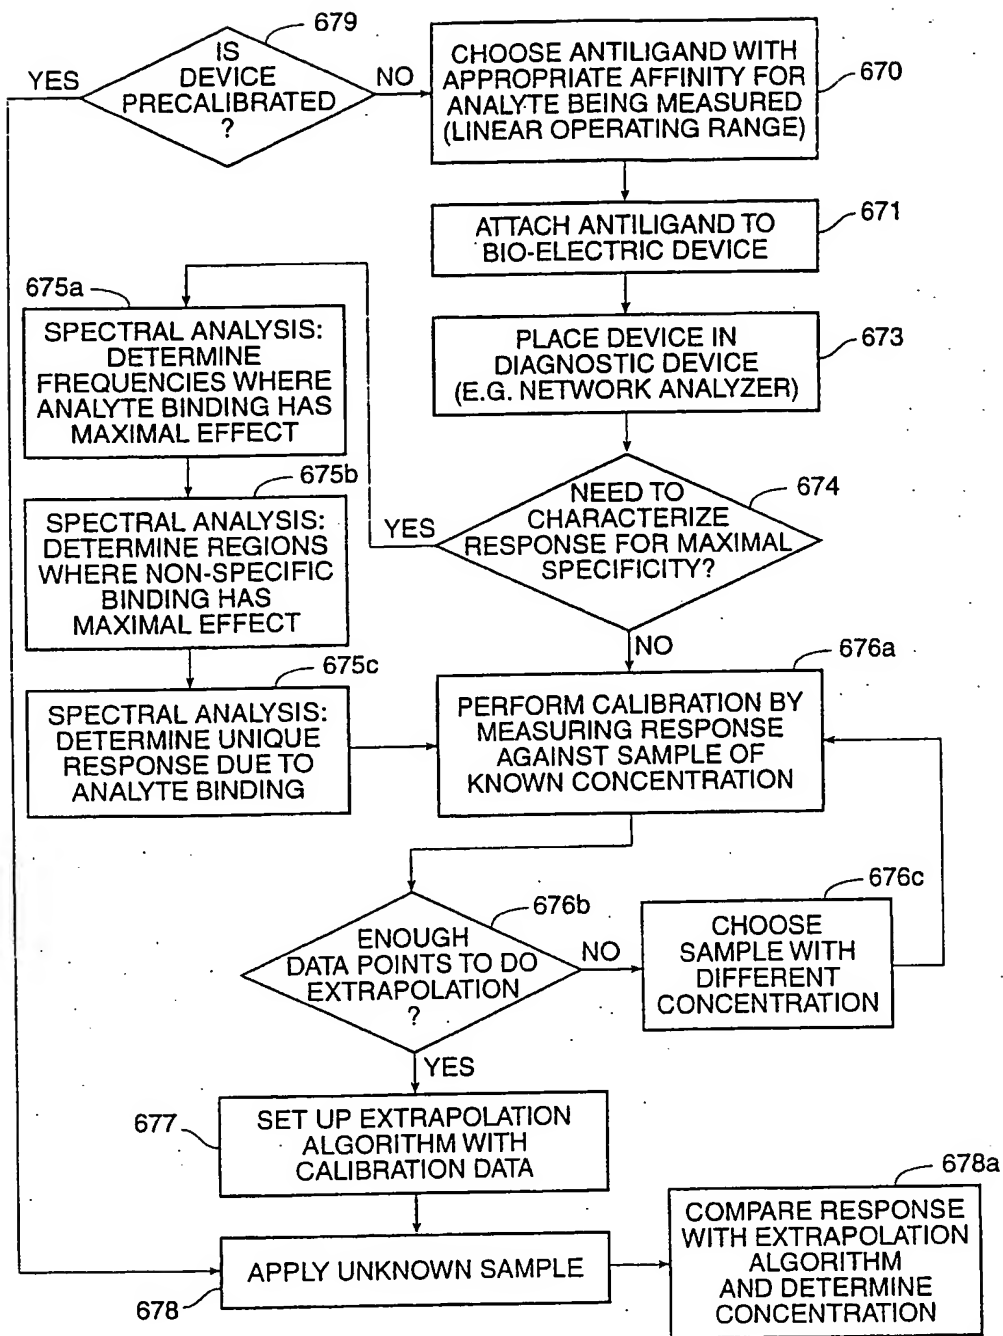 679
IS
DEVICE
PRECALIBRATED
?
YES
NO
CHOOSE ANTILIGAND WITH
APPROPRIATE AFFINITY FOR
ANALYTE BEING MEASURED
(LINEAR OPERATING RANGE)
670
ATTACH ANTILIGAND TO
BIO-ELECTRIC DEVICE
671
PLACE DEVICE IN
DIAGNOSTIC DEVICE
(E.G. NETWORK ANALYZER)
673
NEED TO
CHARACTERIZE
RESPONSE FOR MAXIMAL
SPECIFICITY?
674
YES
NO
675a
SPECTRAL ANALYSIS:
DETERMINE
FREQUENCIES WHERE
ANALYTE BINDING HAS
MAXIMAL EFFECT
675b
SPECTRAL ANALYSIS:
DETERMINE REGIONS
WHERE NON-SPECIFIC
BINDING HAS
MAXIMAL EFFECT
675c
SPECTRAL ANALYSIS:
DETERMINE UNIQUE
RESPONSE DUE TO
ANALYTE BINDING
676a
PERFORM CALIBRATION BY
MEASURING RESPONSE
AGAINST SAMPLE OF
KNOWN CONCENTRATION
676b
ENOUGH
DATA POINTS TO DO
EXTRAPOLATION
?
NO
YES
676c
CHOOSE
SAMPLE WITH
DIFFERENT
CONCENTRATION
677
SET UP EXTRAPOLATION
ALGORITHM WITH
CALIBRATION DATA
678
APPLY UNKNOWN SAMPLE
678a
COMPARE RESPONSE
WITH EXTRAPOLATION
ALGORITHM
AND DETERMINE
CONCENTRATION